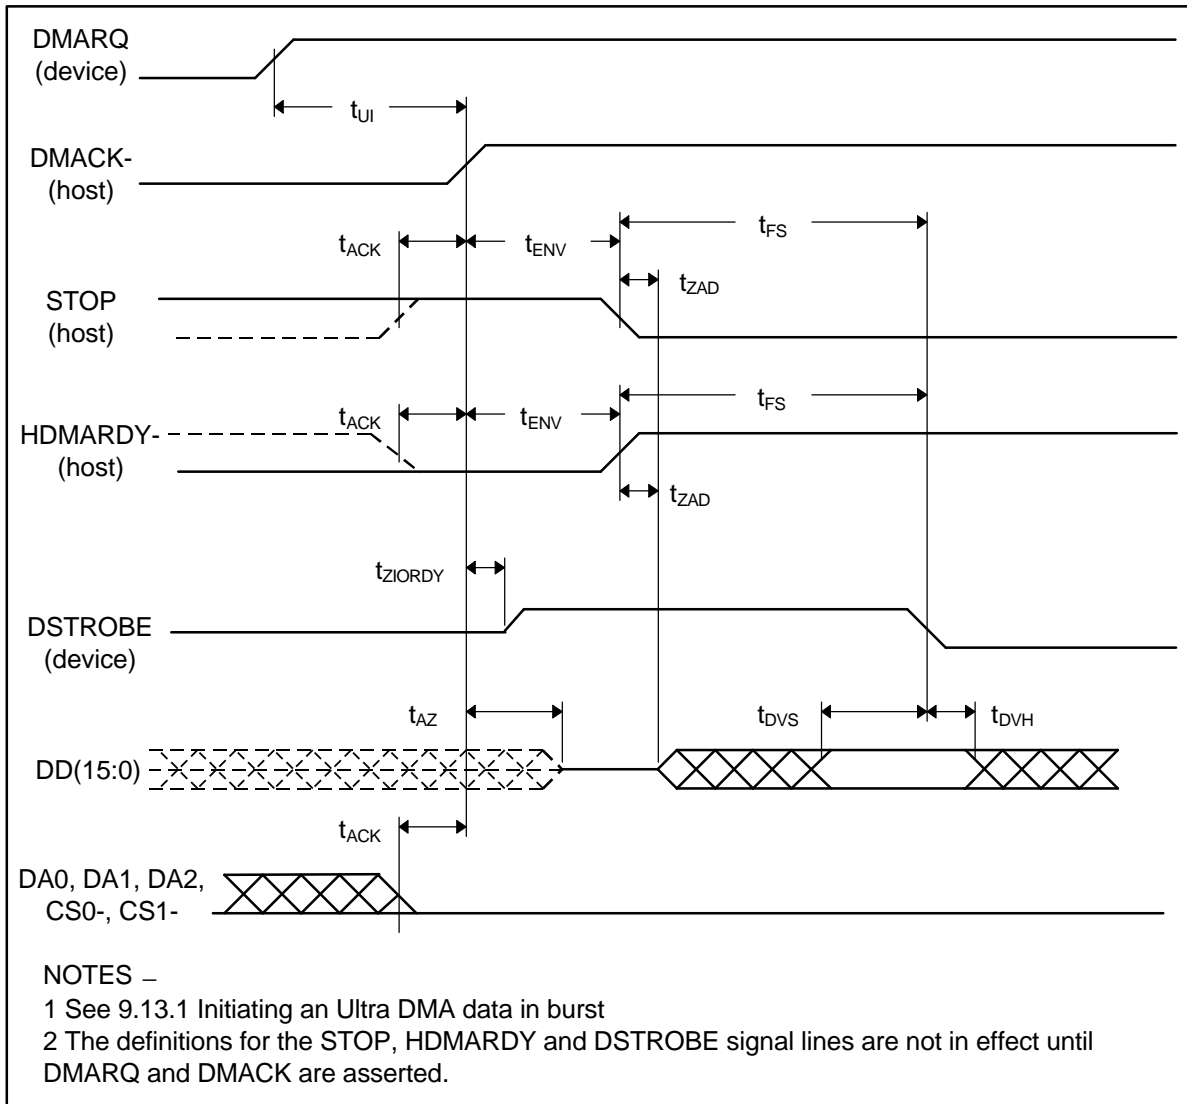 DMARQ
(device)
tUI
DMACK-
(host)
tFS
tACK
tENV
tZAD
STOP
(host)
tFS
tACK
tENV
HDMARDY-
(host)
tZAD
tZIORDY
DSTROBE
(device)
tAZ
tDVS
tDVH
DD(15:0)
tACK
DA0, DA1, DA2,
CS0-, CS1-
NOTES –
1 See 9.13.1 Initiating an Ultra DMA data in burst
2 The definitions for the STOP, HDMARDY and DSTROBE signal lines are not in effect until
DMARQ and DMACK are asserted.